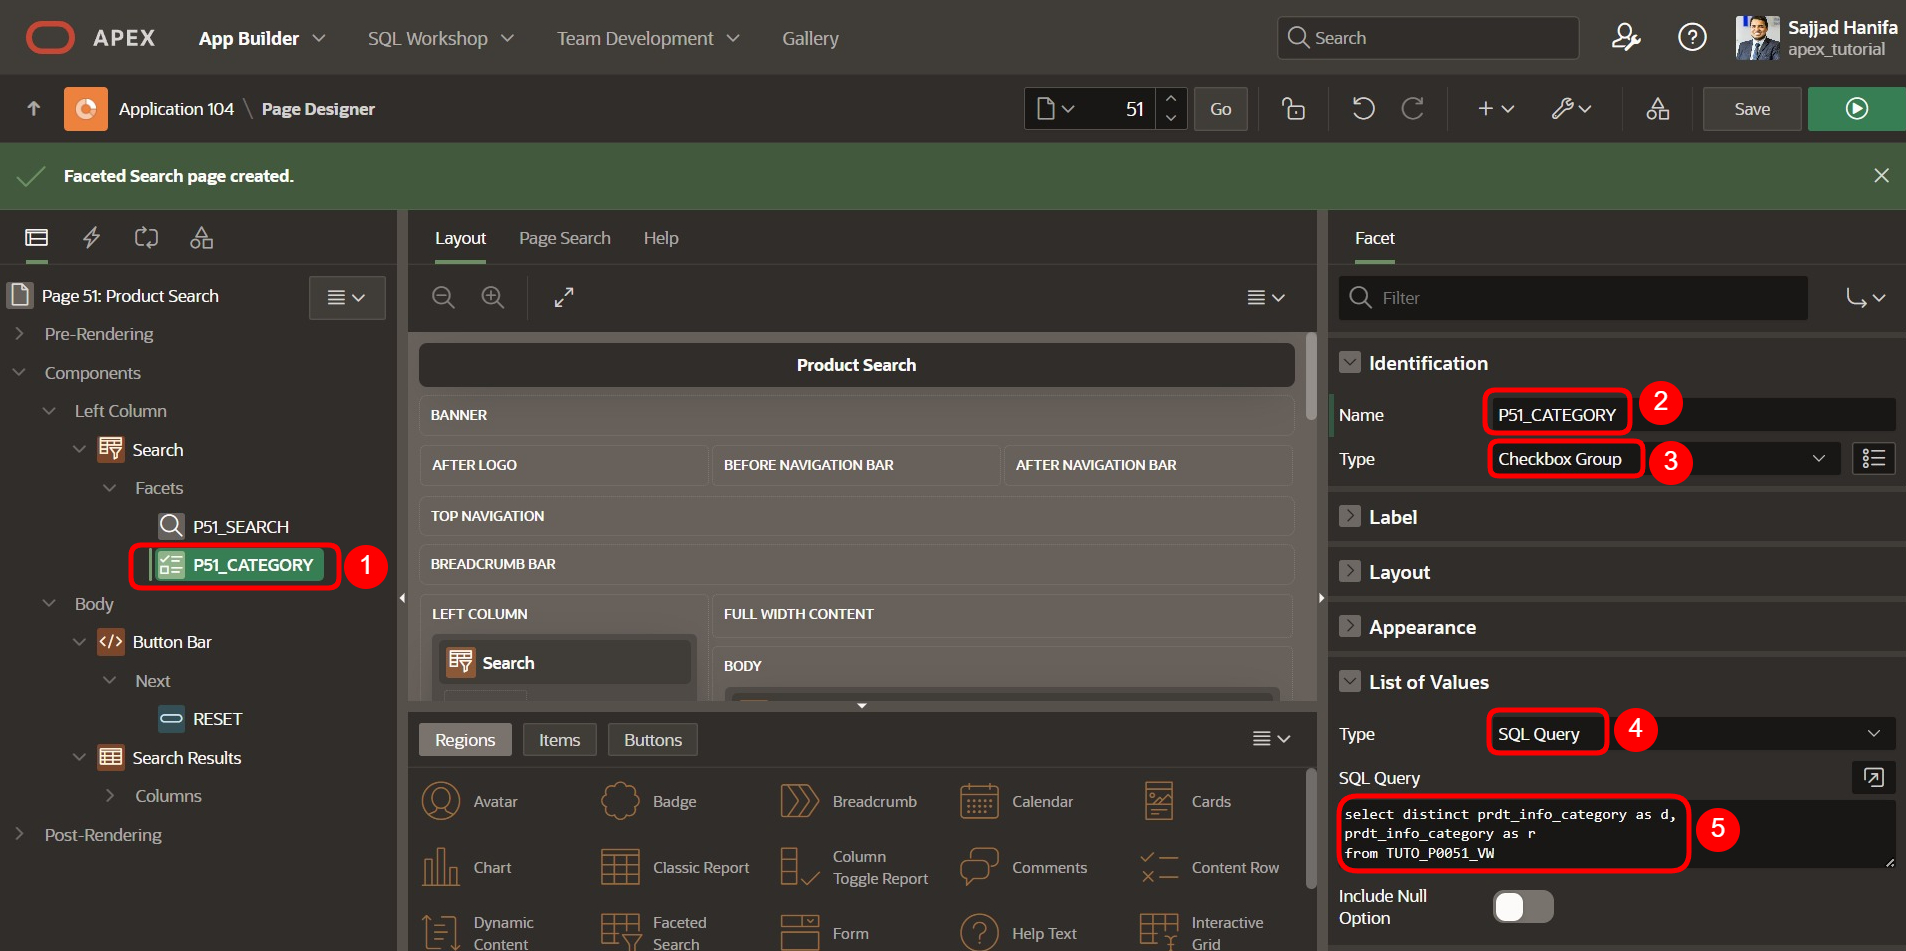 APEX
App Builder
SQL Workshop
Team Development
Gallery
Search
Sajjad Hanifa
apex_tutorial
Application 104 \ Page Designer
51
Go
Save
Faceted Search page created.
Page 51: Product Search
Pre-Rendering
Components
Left Column
Search
Facets
P51_SEARCH
P51_CATEGORY
1
Body
Button Bar
Next
RESET
Search Results
Columns
Post-Rendering
Layout
Page Search
Help
Product Search
BANNER
AFTER LOGO
BEFORE NAVIGATION BAR
AFTER NAVIGATION BAR
TOP NAVIGATION
BREADCRUMB BAR
LEFT COLUMN
FULL WIDTH CONTENT
Search
BODY
Regions
Items
Buttons
Avatar
Badge
Breadcrumb
Calendar
Cards
Chart
Classic Report
Column
Toggle Report
Comments
Content Row
Dynamic
Content
Faceted
Search
Form
Help Text
Interactive
Grid
Facet
Filter
Identification
Name
P51_CATEGORY
2
Type
Checkbox Group
3
Label
Layout
Appearance
List of Values
Type
SQL Query
4
SQL Query
select distinct prdt_info_category as d,
prdt_info_category as r
from TUTO_P0051_VW
5
Include Null
Option